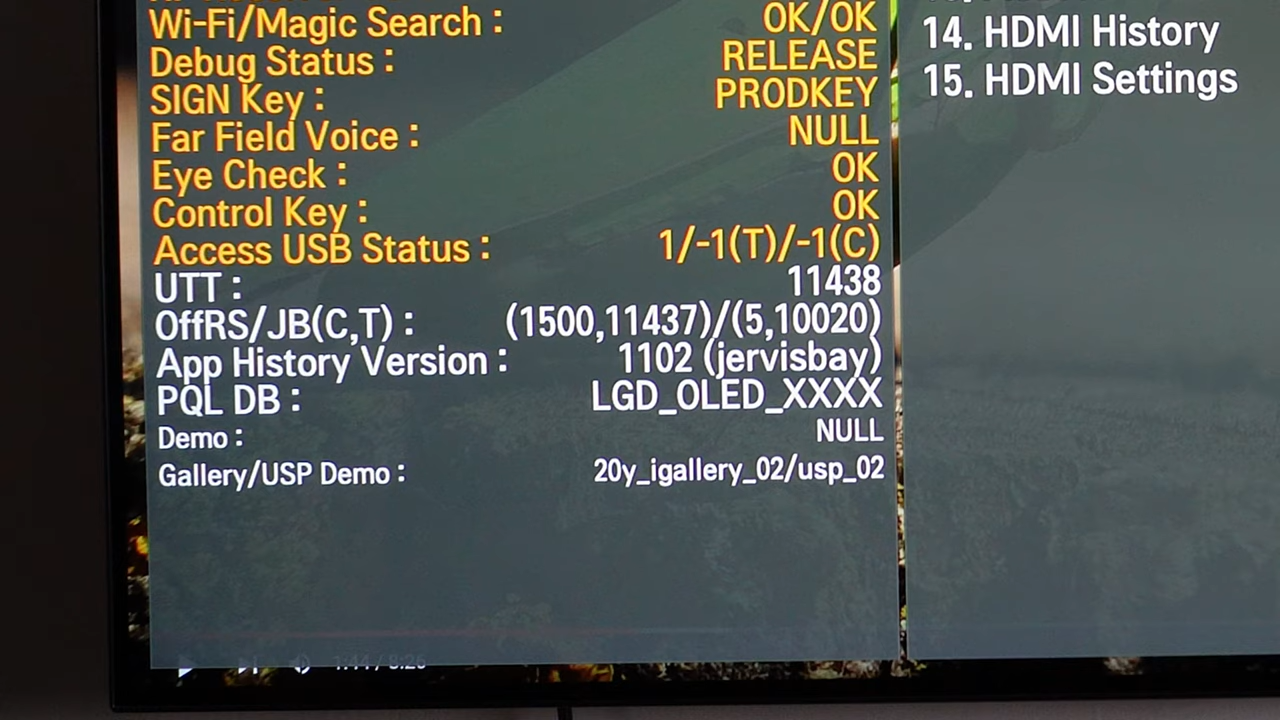 Wi-Fi/Magic Search : OK/OK
Debug Status : RELEASE
SIGN Key : PRODKEY
Far Field Voice : NULL
Eye Check : OK
Control Key : OK
Access USB Status : 1/-1(T)/-1(C)
UTT : 11438
OffRS/JB(C,T) : (1500,11437)/(5,10020)
App History Version : 1102 (jervisbay)
PQL DB : LGD_OLED_XXXX
Demo : NULL
Gallery/USP Demo : 20y_igallery_02/usp_02
14. HDMI History
15. HDMI Settings